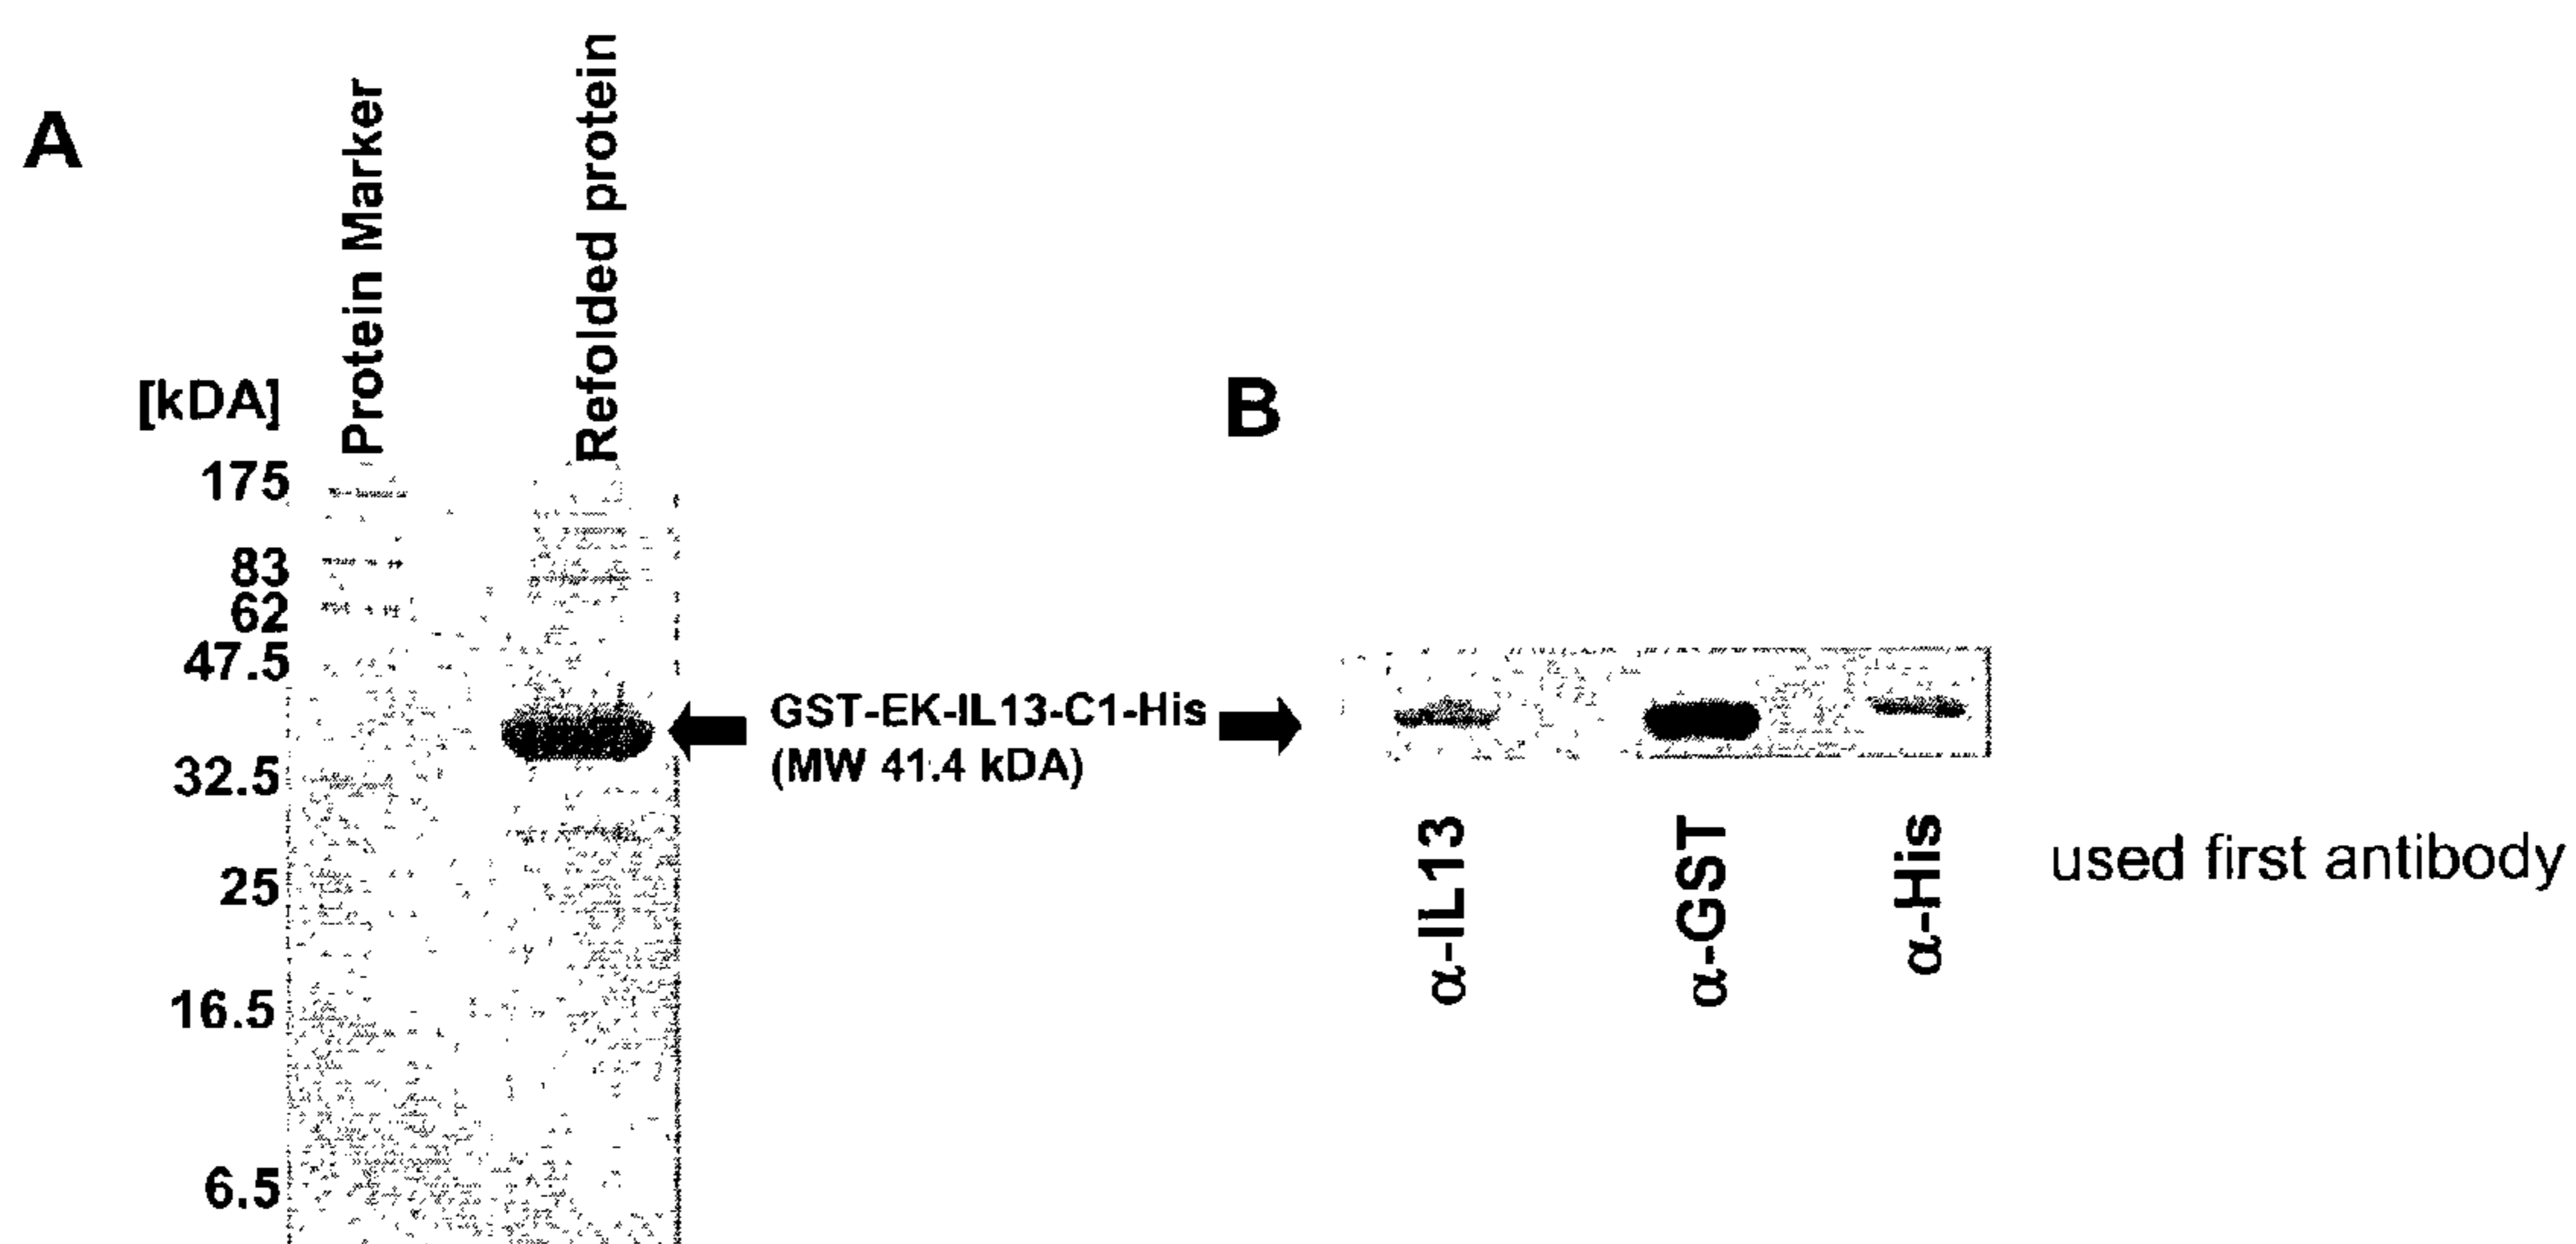 A
Protein Marker
Refolded protein
[kDA]
175
83
62
47.5
32.5
25
16.5
6.5
GST-EK-IL13-C1-His
(MW 41.4 kDA)
B
α-IL13
α-GST
α-His
used first antibody